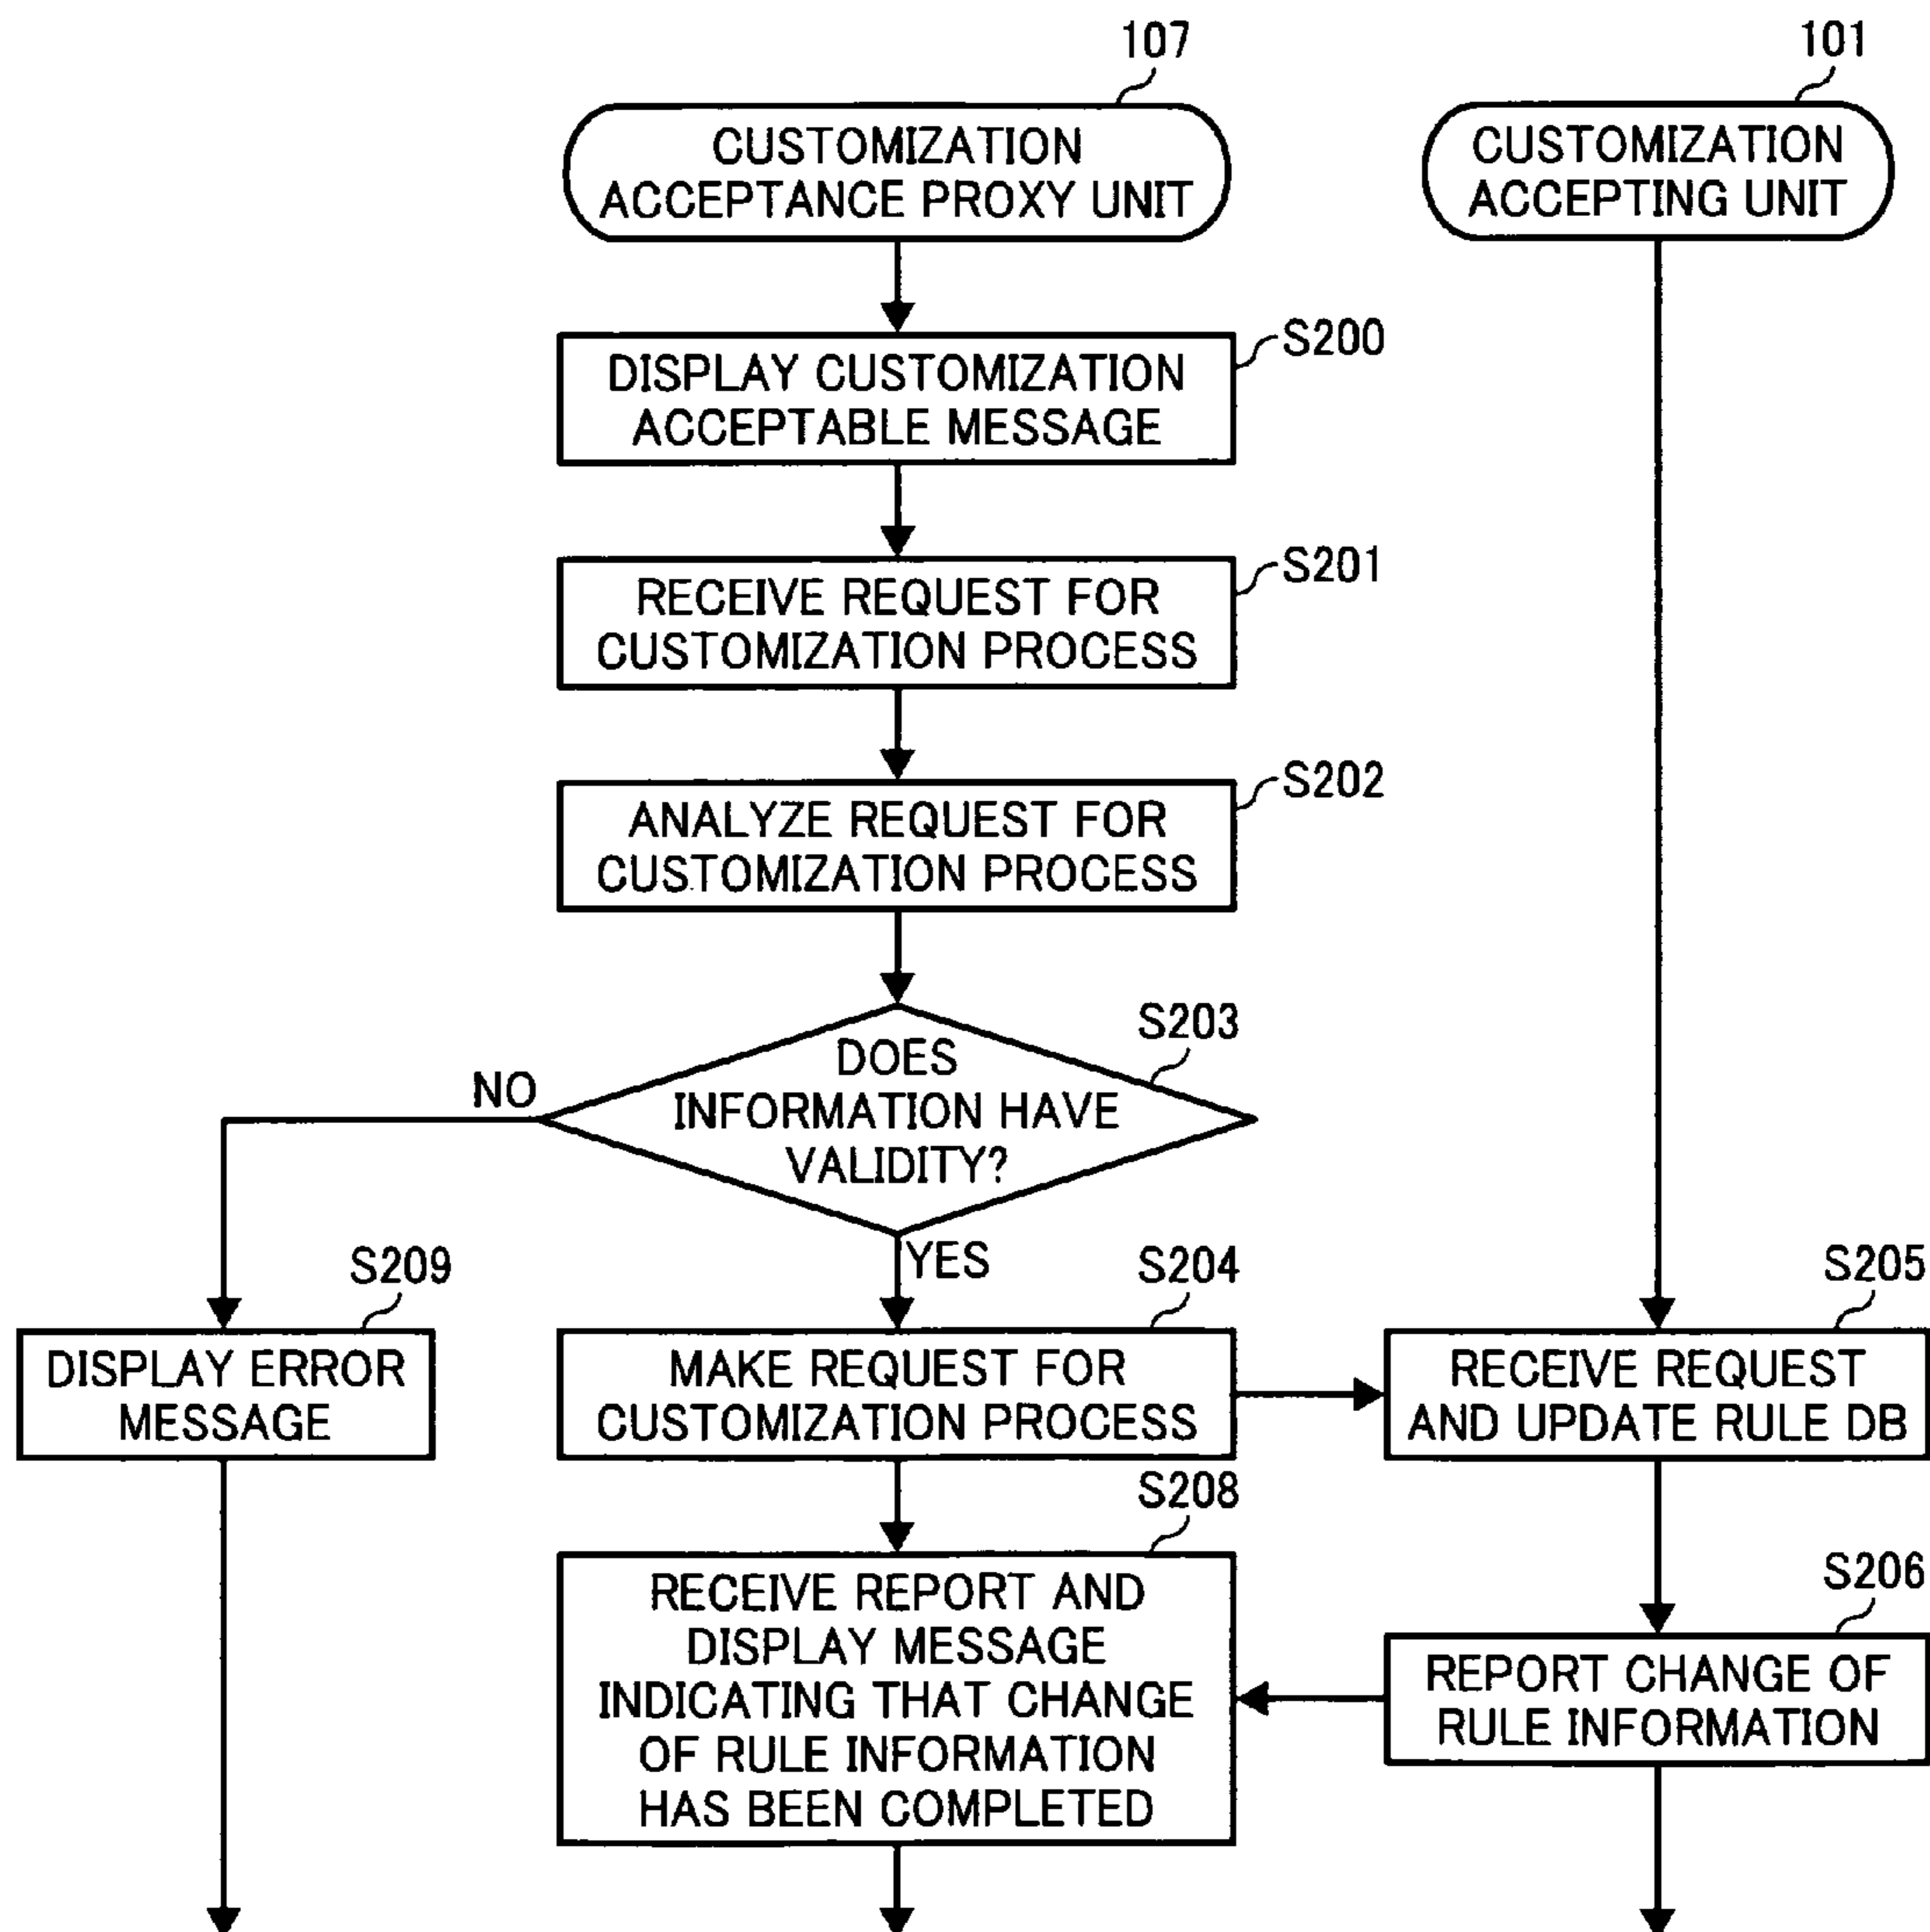 107
101
CUSTOMIZATION
ACCEPTANCE PROXY UNIT
CUSTOMIZATION
ACCEPTING UNIT
S200
DISPLAY CUSTOMIZATION
ACCEPTABLE MESSAGE
S201
RECEIVE REQUEST FOR
CUSTOMIZATION PROCESS
S202
ANALYZE REQUEST FOR
CUSTOMIZATION PROCESS
S203
DOES
INFORMATION HAVE
VALIDITY?
NO
YES
S209
DISPLAY ERROR
MESSAGE
S204
MAKE REQUEST FOR
CUSTOMIZATION PROCESS
S205
RECEIVE REQUEST
AND UPDATE RULE DB
S208
RECEIVE REPORT AND
DISPLAY MESSAGE
INDICATING THAT CHANGE
OF RULE INFORMATION
HAS BEEN COMPLETED
S206
REPORT CHANGE OF
RULE INFORMATION